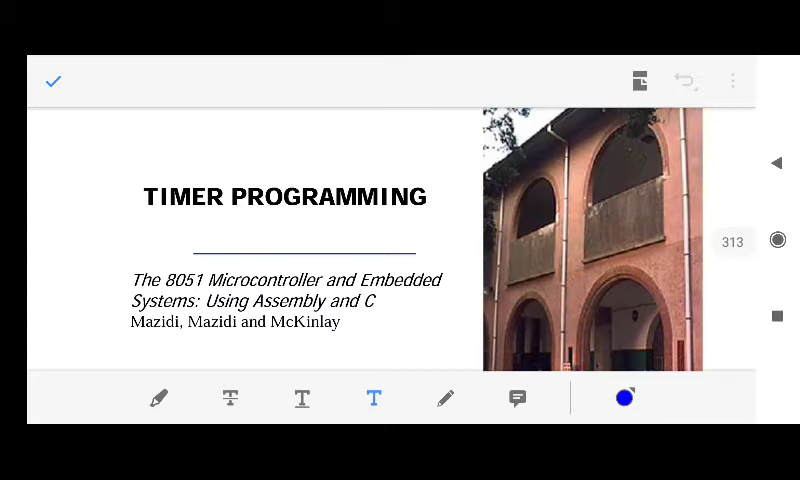 TIMER PROGRAMMING
The 8051 Microcontroller and Embedded
Systems: Using Assembly and C
Mazidi, Mazidi and McKinlay
313